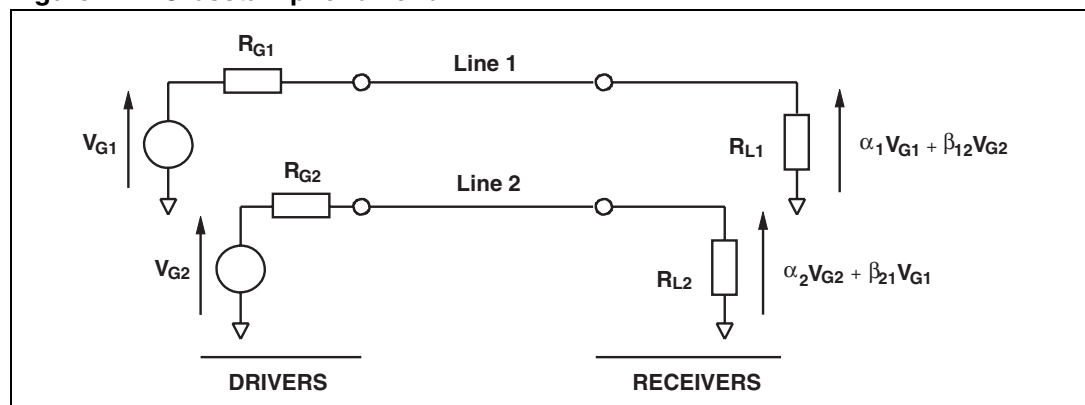 R_G1
Line 1
V_G1
R_L1
α_1V_G1 + β_12V_G2
R_G2
Line 2
V_G2
R_L2
α_2V_G2 + β_21V_G1
DRIVERS
RECEIVERS